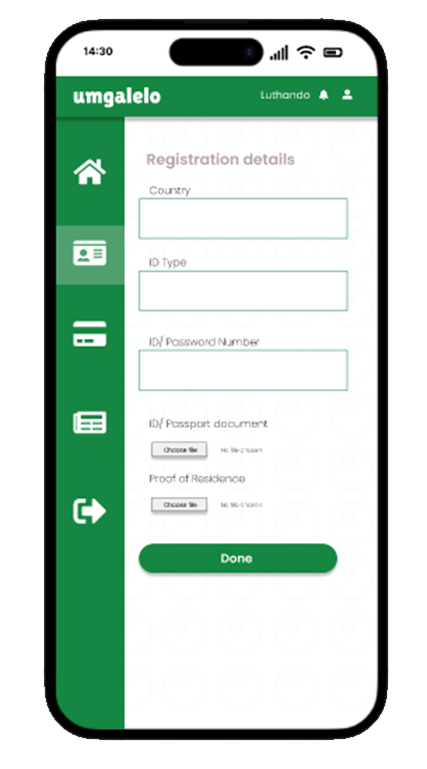 14:30
umgalelo
Luthando
Registration details
Country
ID Type
ID/ Password Number
ID/ Passport document
Choose file No file chosen
Proof of Residence
Choose file No file chosen
Done